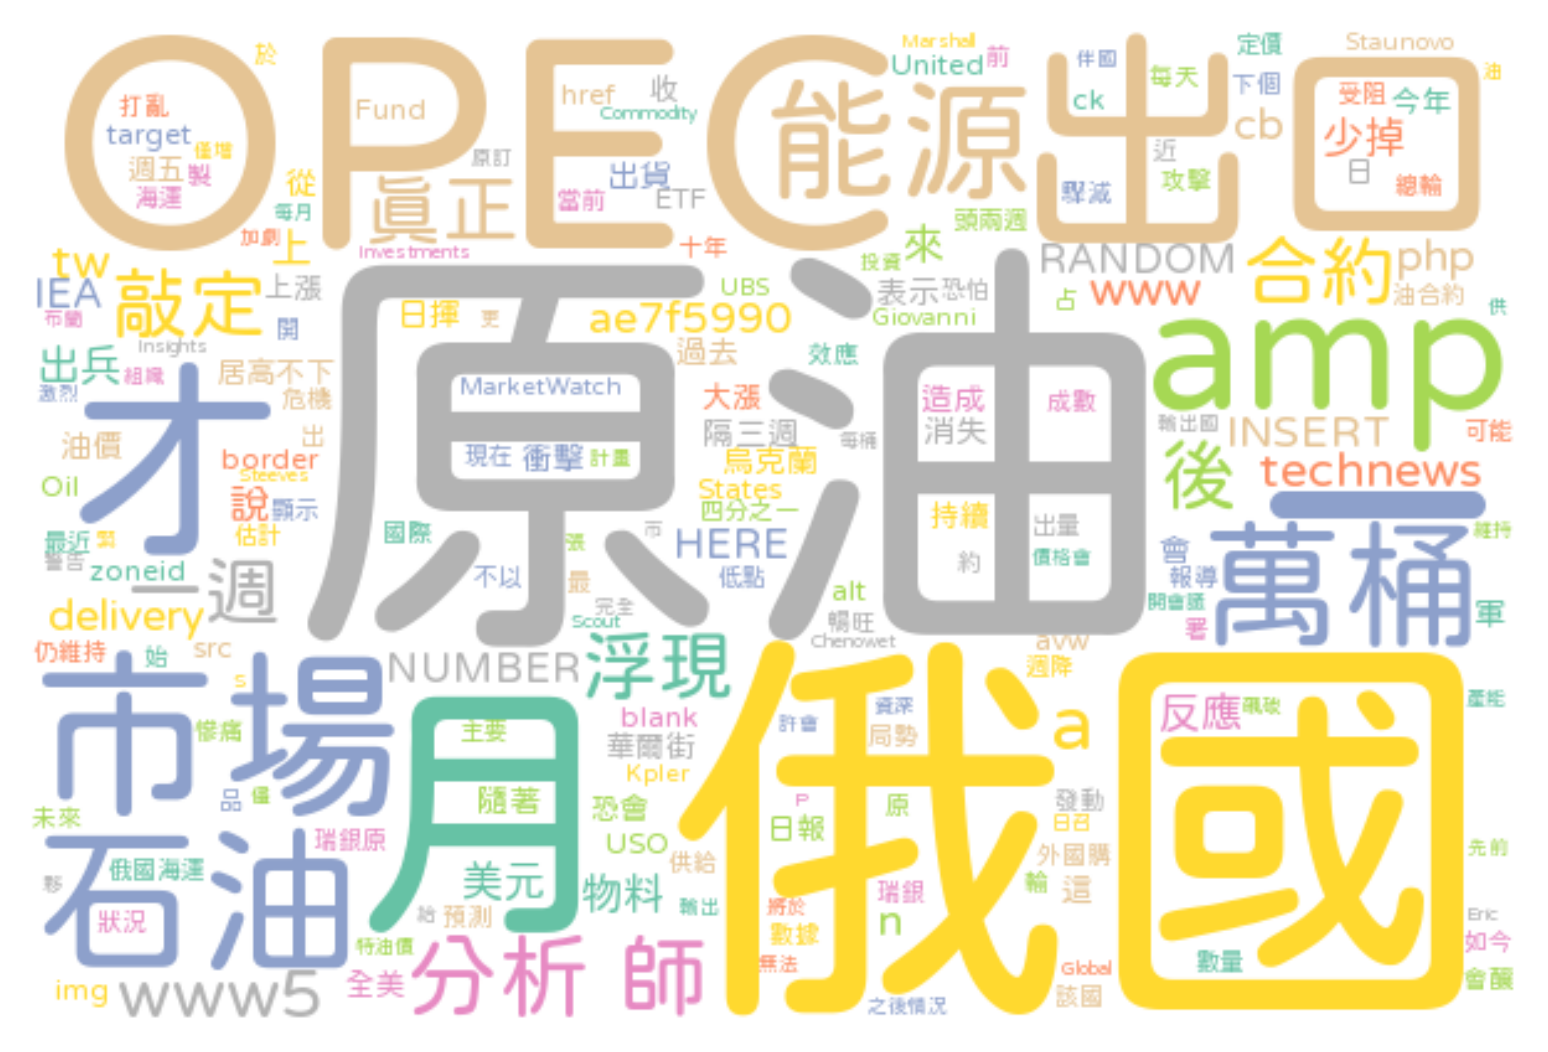 OPEC 出口
能源
真正
原油
俄國
amp
才
一
萬桶
市場
月
石油
分析 師
浮現
合約
敲定
後
一週
www5
於
打亂
target
僅增
週五
製
海運
從
每月
加劇
上
Fund
原訂
Investments
href
收
Commodity
出貨
當前
ETF
十年
Marshall
United
前
伴國
每天
ck
近
攻擊
驟減
定價
下個
cb
Staunovo
油
受阻
今年
少掉
日
總輪
頭兩週
來
投資
RANDOM
php
www
油合約
占
供
tw
IEA
布蘭
上漲
開
Insights
出兵
組織
激烈
居高不下
危機
日揮
更
ae7f5990
UBS
表示
恐怕
Giovanni
過去
效應
MarketWatch
大漲
隔三週
每桶
現在
衝擊
計畫
烏克蘭
States
四分之一
造成
成數
消失
持續
出量
約
價格會
輸出國
INSERT
可能
technews
油價
出
border
Steeves
Oil
說
顯示
估計
最近
緊
警告
zoneid
delivery
國際
張
市
HERE
低點
不以
最
完全
Scout
alt
暢旺
Chenowet
會
報導
開會議
署
軍
維持
仍維持
始
src
s
NUMBER
avw
週降
慘痛
主要
blank
華爾街
Kpler
許會
資深
局勢
a
反應
飆破
產能
品
僅
未來
瑞銀原
隨著
恐會
USO
供給
P
日報
原
發動
日召
外國購
輪
這
先前
俄國海運
夥
狀況
美元
給
預測
物料
輸出
瑞銀
將於
n
數據
無法
特油價
全美
img
Global
該國
之後情況
數量
Eric
如今
會釀